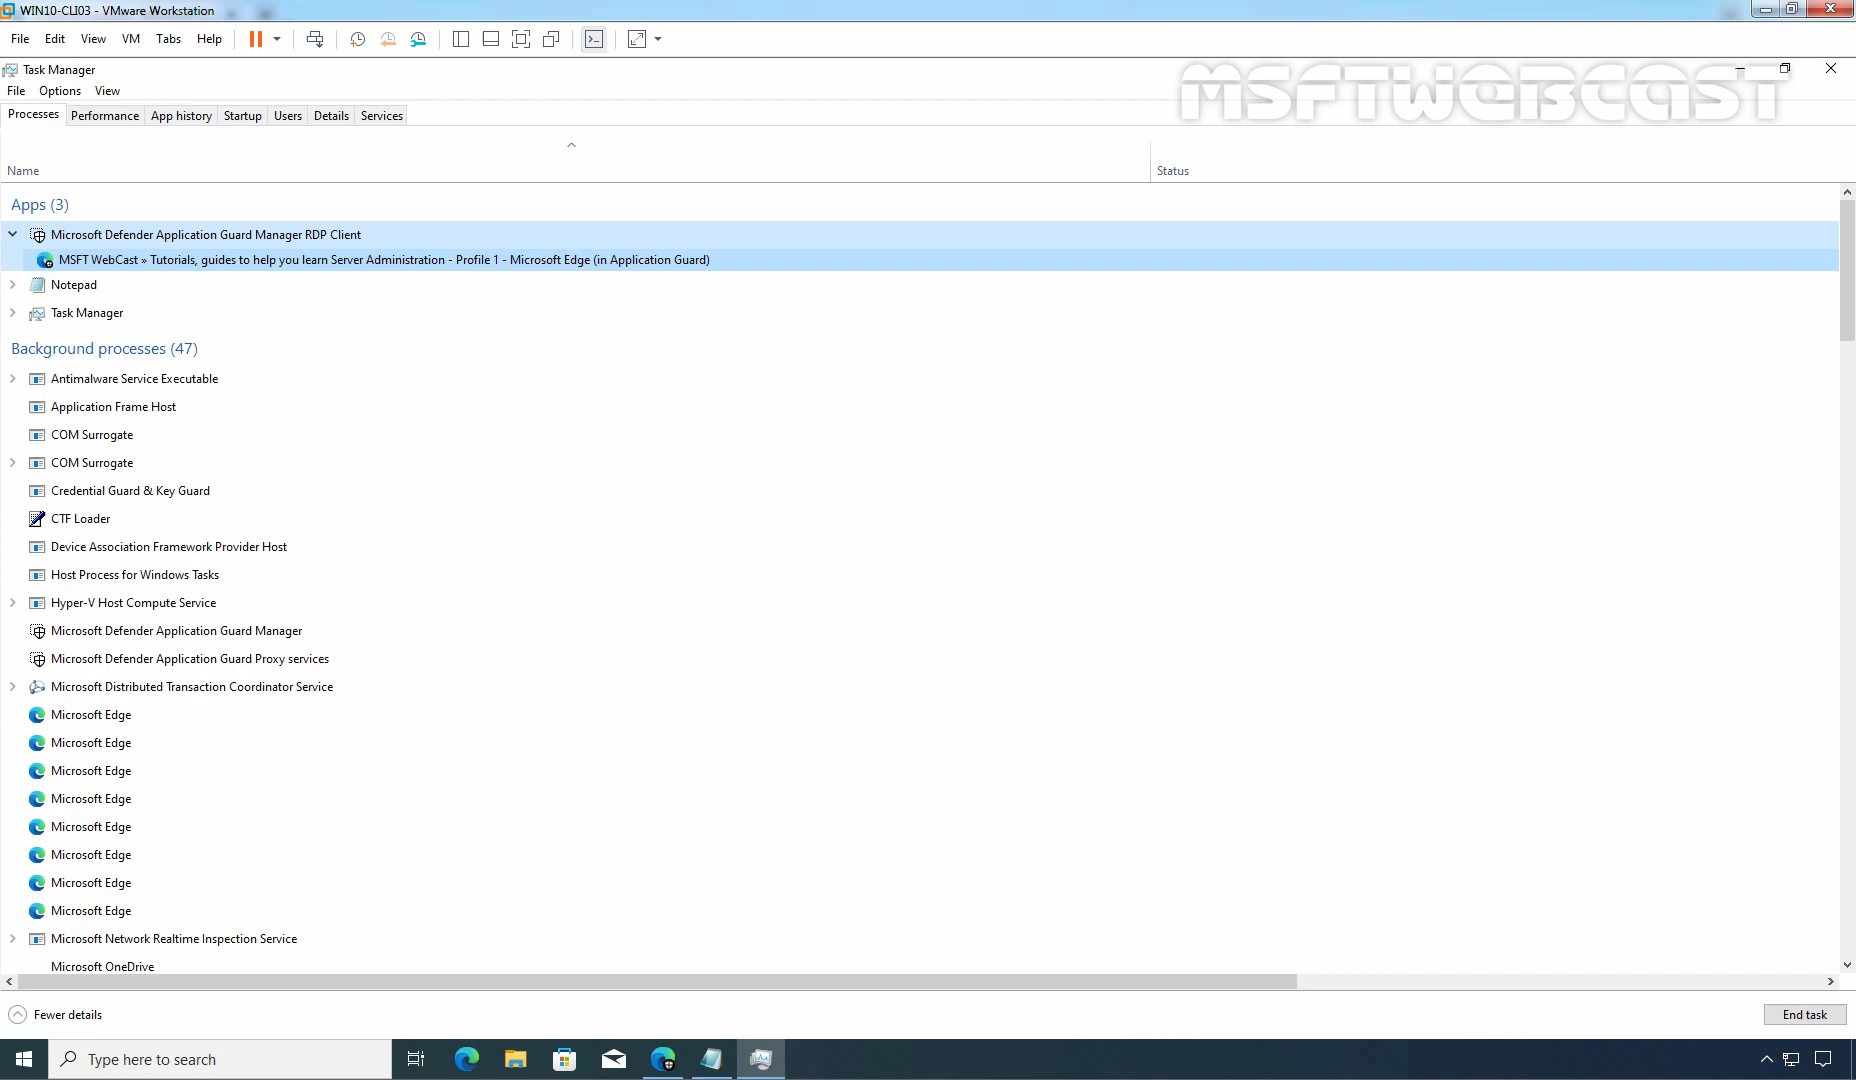 WIN10-CLI03 - VMware Workstation
File Edit View VM Tabs Help
Task Manager
MSFTWEBCAST
File Options View
Processes Performance App history Startup Users Details Services
Name Status
Apps (3)
Microsoft Defender Application Guard Manager RDP Client
MSFT WebCast » Tutorials, guides to help you learn Server Administration - Profile 1 - Microsoft Edge (in Application Guard)
Notepad
Task Manager
Background processes (47)
Antimalware Service Executable
Application Frame Host
COM Surrogate
COM Surrogate
Credential Guard & Key Guard
CTF Loader
Device Association Framework Provider Host
Host Process for Windows Tasks
Hyper-V Host Compute Service
Microsoft Defender Application Guard Manager
Microsoft Defender Application Guard Proxy services
Microsoft Distributed Transaction Coordinator Service
Microsoft Edge
Microsoft Edge
Microsoft Edge
Microsoft Edge
Microsoft Edge
Microsoft Edge
Microsoft Edge
Microsoft Edge
Microsoft Network Realtime Inspection Service
Microsoft OneDrive
Fewer details End task
Type here to search